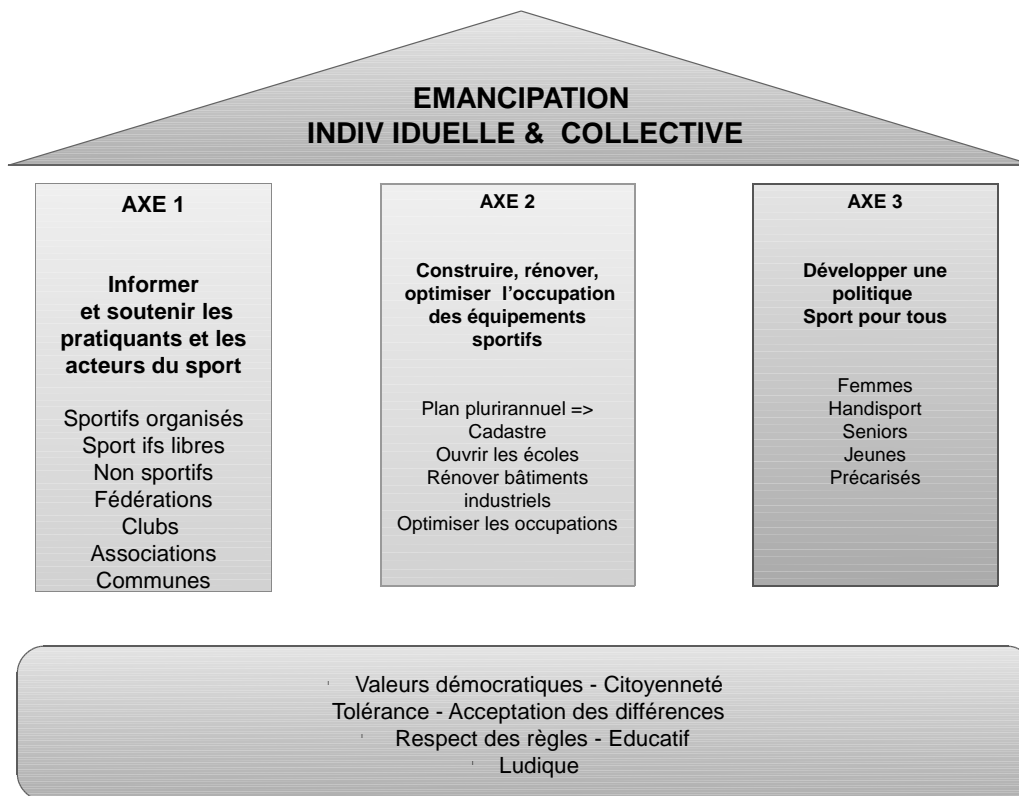 EMANCIPATION
INDIV IDUELLE & COLLECTIVE
AXE 1
Informer
et soutenir les
pratiquants et les
acteurs du sport
Sportifs organisés
Sport ifs libres
Non sportifs
Fédérations
Clubs
Associations
Communes
AXE 2
Construire, rénover,
optimiser l’occupation
des équipements
sportifs
Plan plurirannuel =>
Cadastre
Ouvrir les écoles
Rénover bâtiments
industriels
Optimiser les occupations
AXE 3
Développer une
politique
Sport pour tous
Femmes
Handisport
Seniors
Jeunes
Précarisés
Valeurs démocratiques - Citoyenneté
Tolérance - Acceptation des différences
Respect des règles - Educatif
Ludique